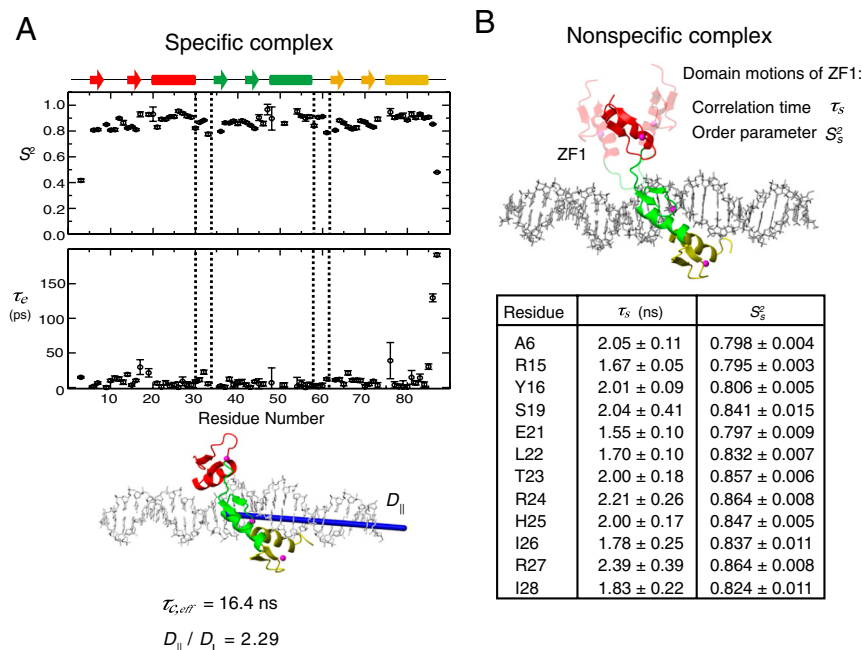 A
Specific complex
1.0
0.8
0.6
0.4
0.2
0.0
S²
150
100
50
0
τe
(ps)
10 20 30 40 50 60 70 80 90
Residue Number
D||
τc,eff = 16.4 ns
D|| / D⊥ = 2.29
B
Nonspecific complex
Domain motions of ZF1:
Correlation time τs
Order parameter Ss²
ZF1
Residue τs (ns) Ss²
A6 2.05 ± 0.11 0.798 ± 0.004
R15 1.67 ± 0.05 0.795 ± 0.003
Y16 2.01 ± 0.09 0.806 ± 0.005
S19 2.04 ± 0.41 0.841 ± 0.015
E21 1.55 ± 0.10 0.797 ± 0.009
L22 1.70 ± 0.10 0.832 ± 0.007
T23 2.00 ± 0.18 0.857 ± 0.006
R24 2.21 ± 0.26 0.864 ± 0.008
H25 2.00 ± 0.17 0.847 ± 0.005
I26 1.78 ± 0.25 0.837 ± 0.011
R27 2.39 ± 0.39 0.864 ± 0.008
I28 1.83 ± 0.22 0.824 ± 0.011